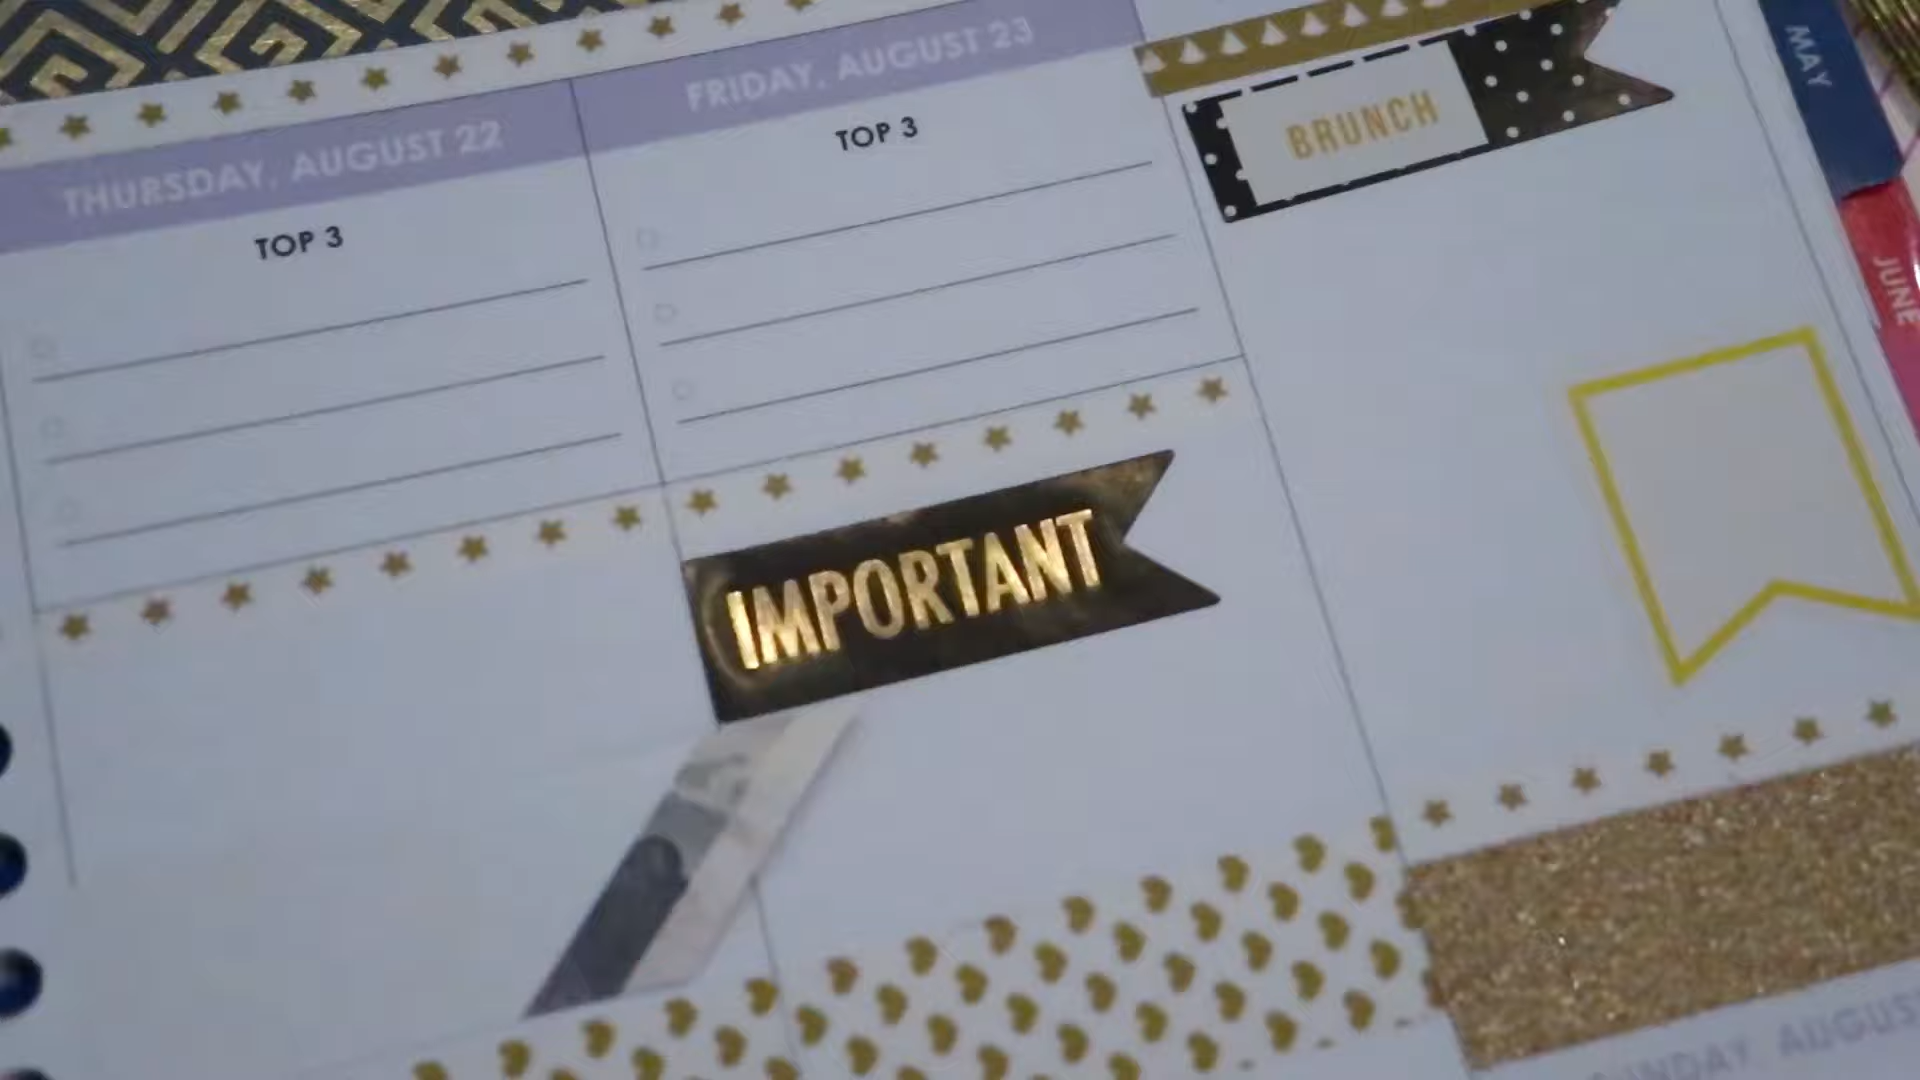 THURSDAY, AUGUST 22
TOP 3
FRIDAY, AUGUST 23
TOP 3
IMPORTANT
BRUNCH
MAY
JUNE